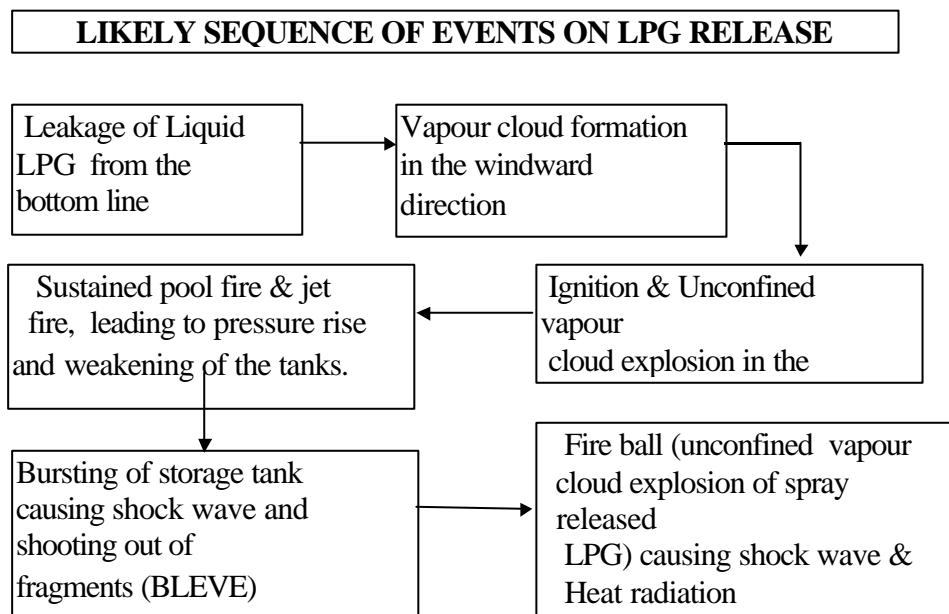 LIKELY SEQUENCE OF EVENTS ON LPG RELEASE
Leakage of Liquid
LPG from the
bottom line
Vapour cloud formation
in the windward
direction
Ignition & Unconfined
vapour
cloud explosion in the
Sustained pool fire & jet
fire, leading to pressure rise
and weakening of the tanks.
Bursting of storage tank
causing shock wave and
shooting out of
fragments (BLEVE)
Fire ball (unconfined vapour
cloud explosion of spray
released
LPG) causing shock wave &
Heat radiation